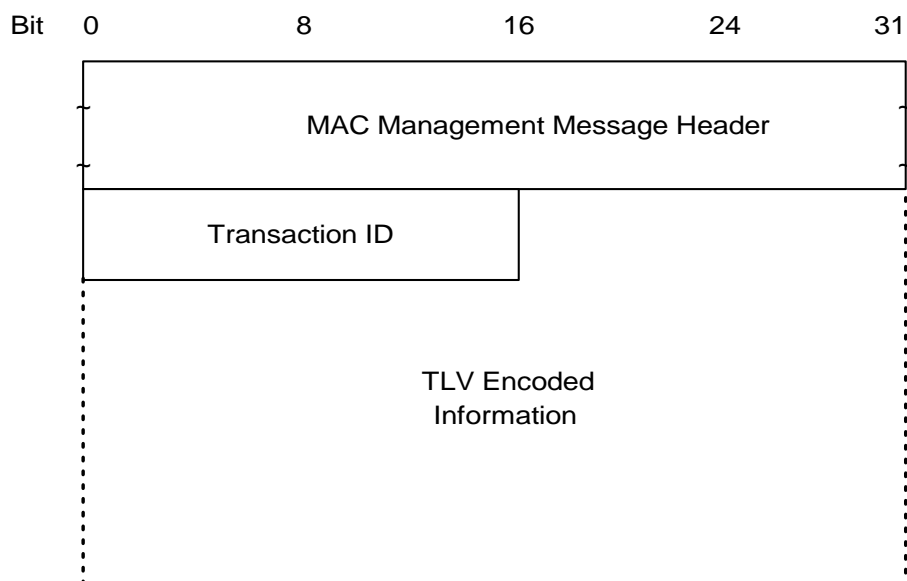 Bit 0 8 16 24 31
MAC Management Message Header
Transaction ID
TLV Encoded
Information